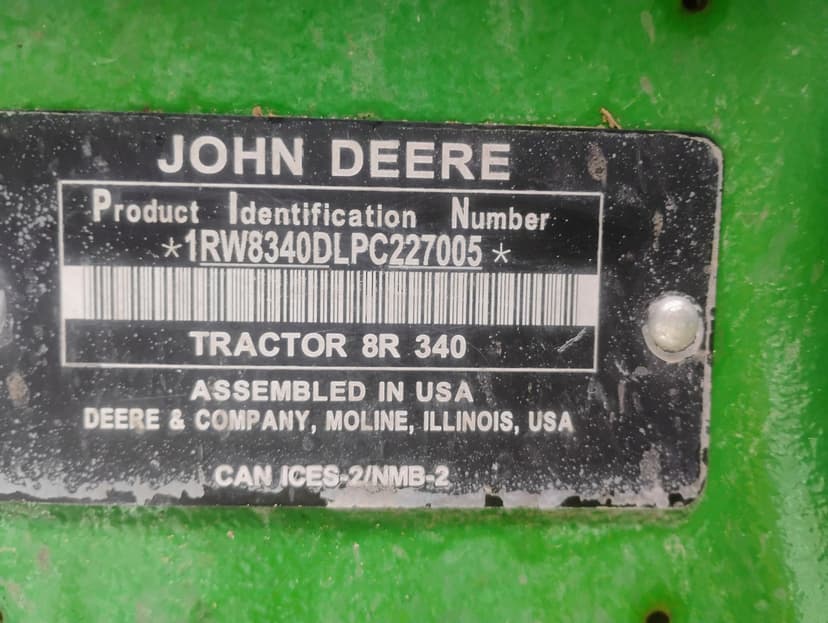 JOHN DEERE
Product Identification Number
*1RW8340DLPC227005*
TRACTOR 8R 340
ASSEMBLED IN USA
DEERE & COMPANY, MOLINE, ILLINOIS, USA
CAN ICES-2/NMB-2